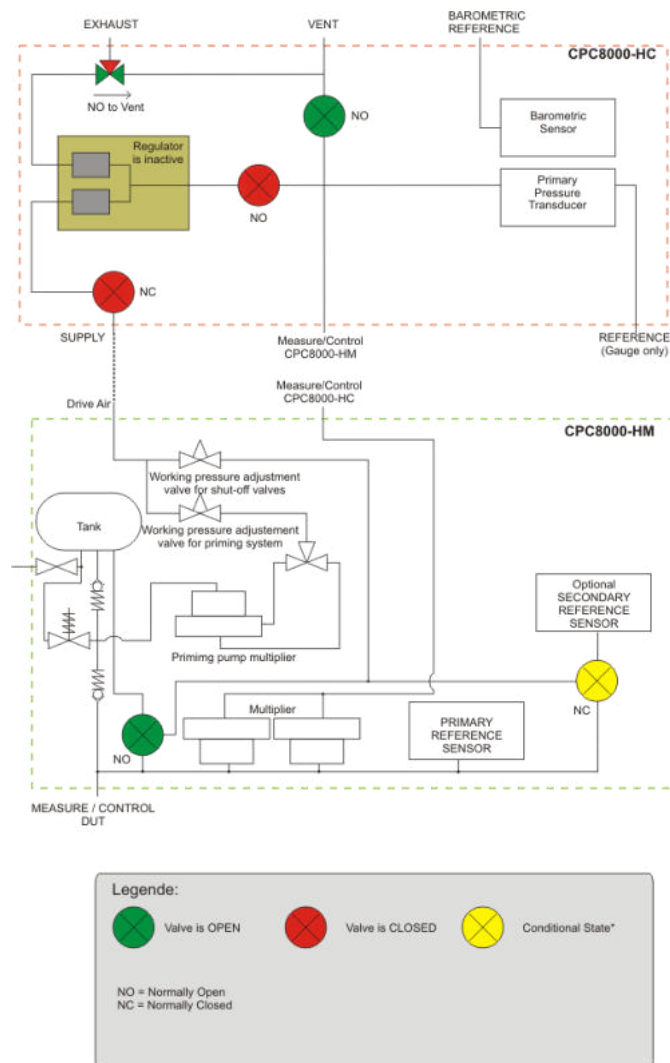 EXHAUST
VENT
BAROMETRIC
REFERENCE
CPC8000-HC
NO to Vent
NO
Regulator
is inactive
Barometric
Sensor
Primary
Pressure
Transducer
NO
NC
SUPPLY
Measure/Control
CPC8000-HM
REFERENCE
(Gauge only)
Measure/Control
CPC8000-HC
Drive Air
CPC8000-HM
Working pressure adjustment
valve for shut-off valves
Tank
Working pressure adjustement
valve for priming system
Optional
SECONDARY
REFERENCE
SENSOR
Primimg pump multiplier
Multiplier
NC
PRIMARY
REFERENCE
SENSOR
NO
MEASURE / CONTROL
DUT
Legende:
Valve is OPEN
Valve is CLOSED
Conditional State*
NO = Normally Open
NC = Normally Closed